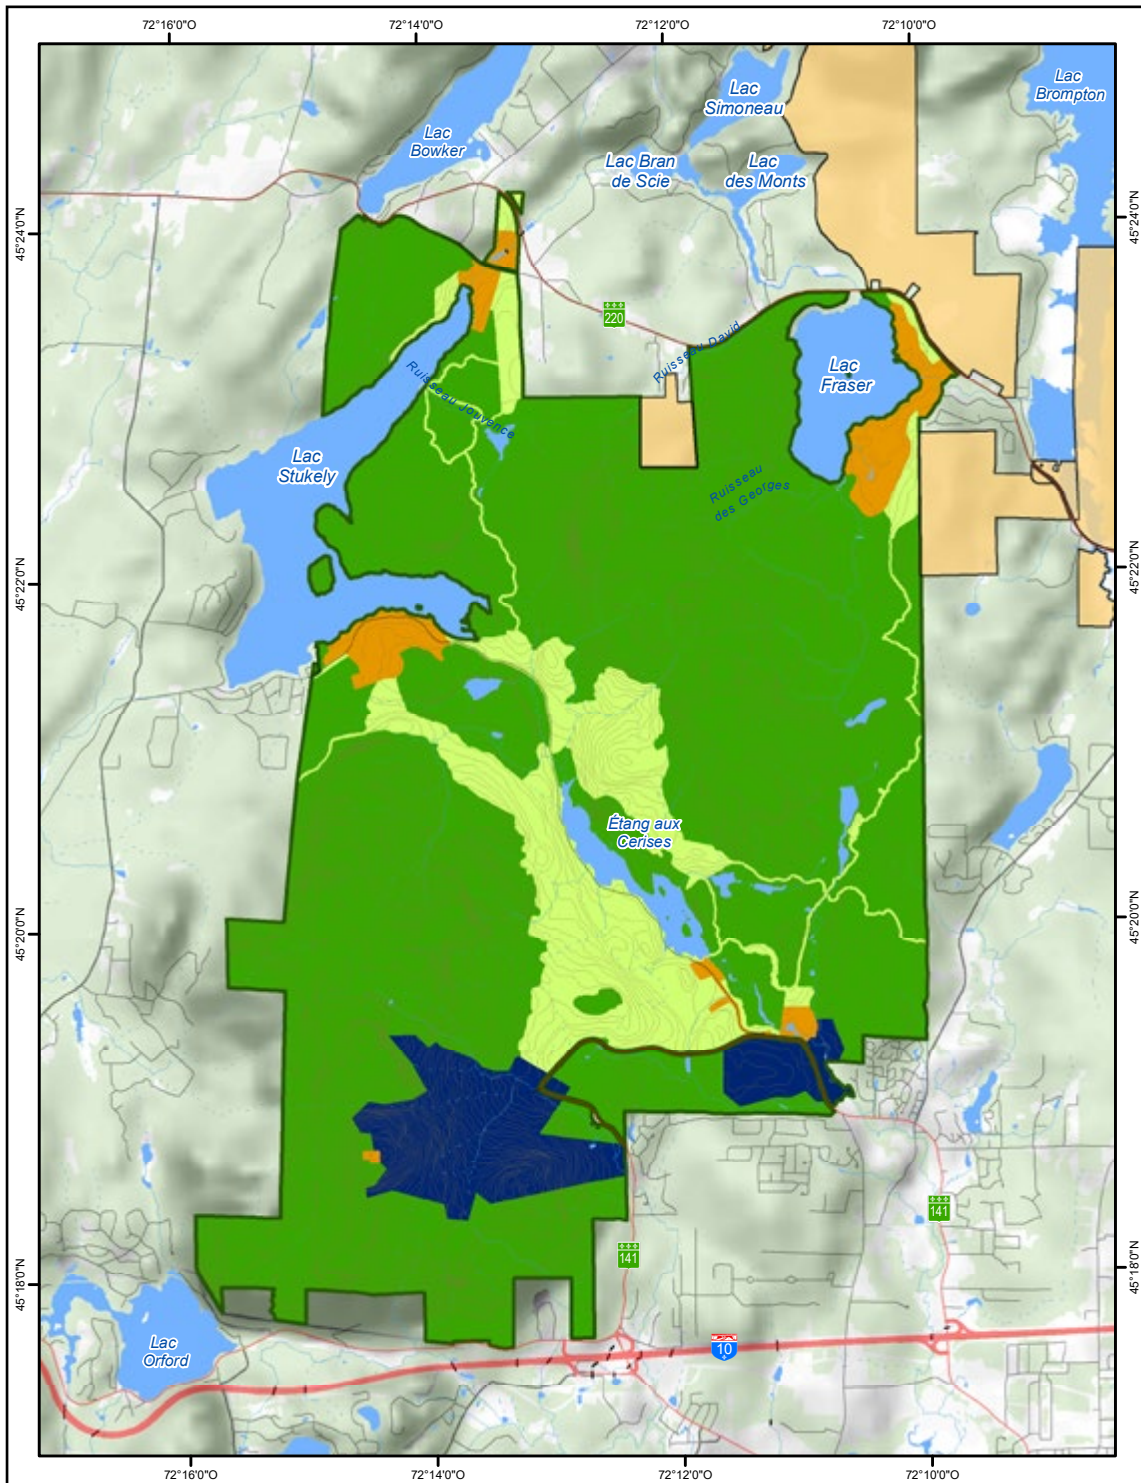 72°16'0"O
72°14'0"O
72°12'0"O
72°10'0"O
Lac
Brompton
Lac
Simoneau
Lac
Bowker
Lac Bran
de Scie
Lac
des Monts
45°24'0"N
45°24'0"N
220
Ruisseau David
Lac
Fraser
Ruisseau Jouvence
Lac
Stukely
Ruisseau
des Georges
45°22'0"N
45°22'0"N
Étang aux
Cerises
45°20'0"N
45°20'0"N
141
141
45°18'0"N
45°18'0"N
Lac
Orford
10
72°16'0"O
72°14'0"O
72°12'0"O
72°10'0"O